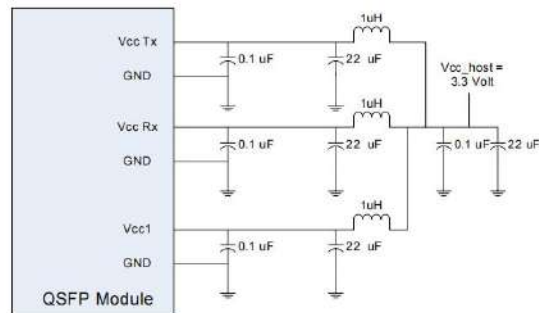 1uH
Vcc Tx
0.1 uF
22 uF
GND
Vcc_host =
3.3 Volt
1uH
Vcc Rx
0.1 uF
22 uF
0.1 uF
22 uF
GND
1uH
Vcc1
0.1 uF
22 uF
GND
QSFP Module